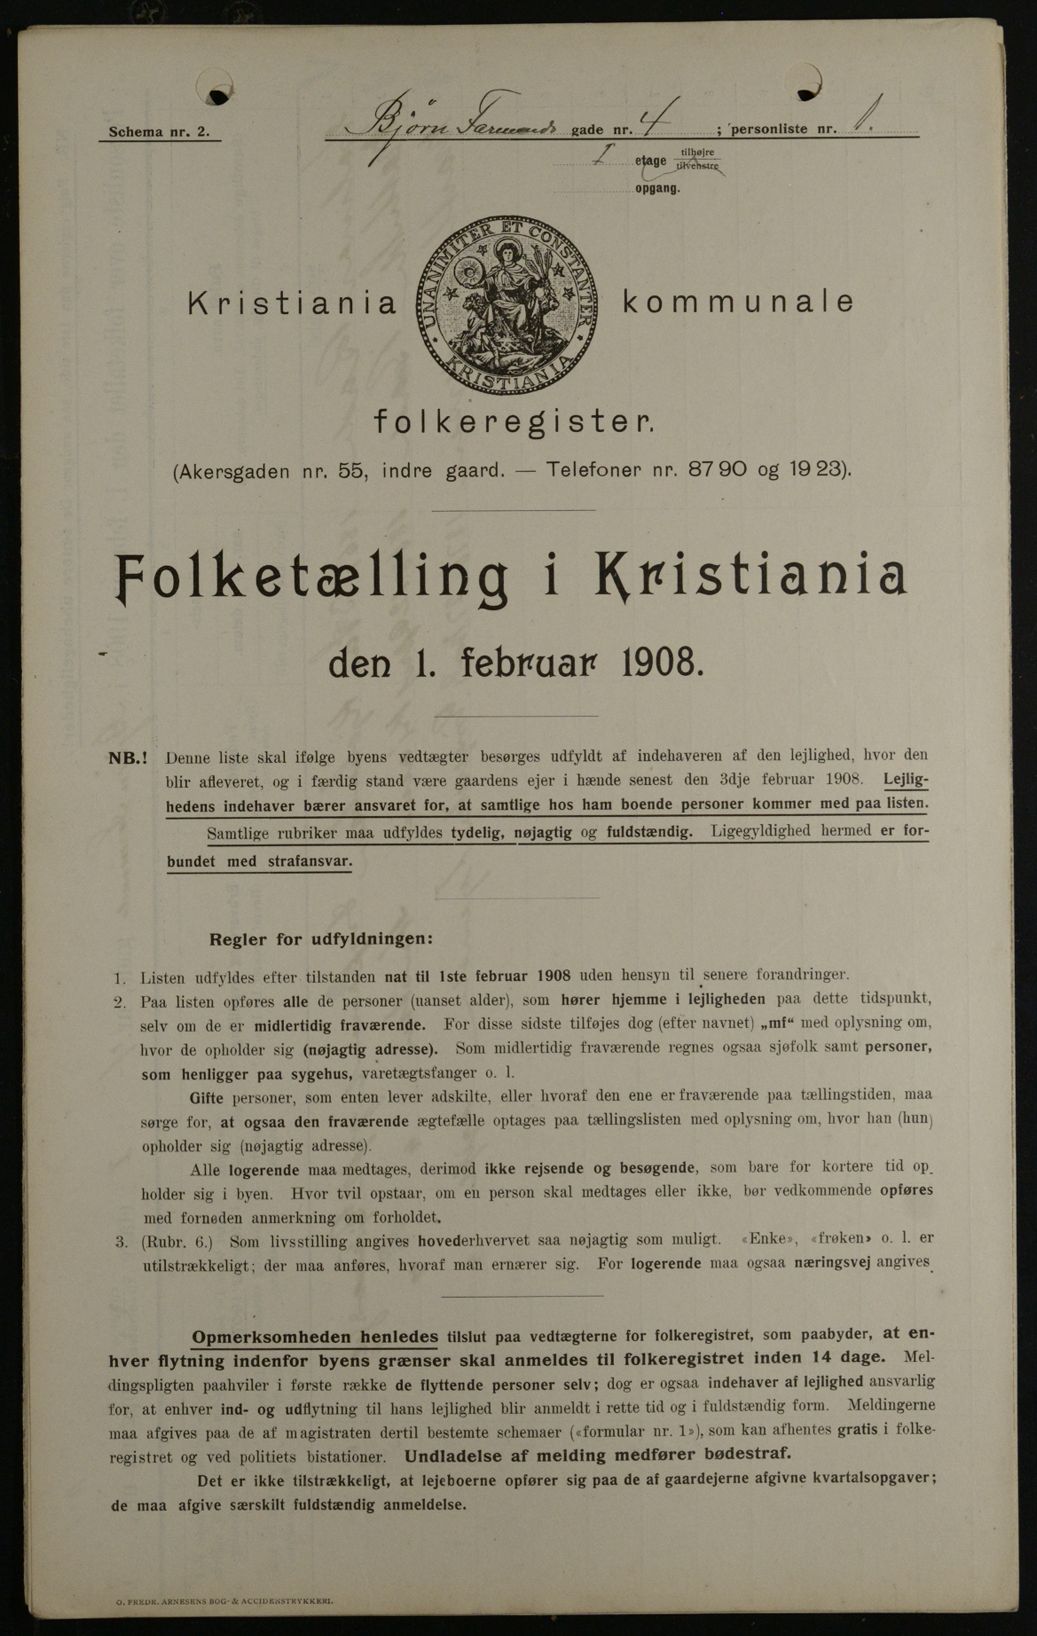 Schema nr. 2.
Bjørn Farmands gade nr. 4 ; personliste nr. 1.
I etage tilhøjre
tilvenstre
opgang.
Kristiania kommunale
UNANIMITER ET CONSTANTER
KRISTIANIA
folkeregister.
(Akersgaden nr. 55, indre gaard. — Telefoner nr. 87 90 og 19 23).
Folketælling i Kristiania
den 1. februar 1908.
NB.! Denne liste skal ifølge byens vedtægter besørges udfyldt af indehaveren af den lejlighed, hvor den
blir afleveret, og i færdig stand være gaardens ejer i hænde senest den 3dje februar 1908. Lejlig-
hedens indehaver bærer ansvaret for, at samtlige hos ham boende personer kommer med paa listen.
Samtlige rubriker maa udfyldes tydelig, nøjagtig og fuldstændig. Ligegyldighed hermed er for-
bundet med strafansvar.
Regler for udfyldningen:
1. Listen udfyldes efter tilstanden nat til 1ste februar 1908 uden hensyn til senere forandringer.
2. Paa listen opføres alle de personer (uanset alder), som hører hjemme i lejligheden paa dette tidspunkt,
selv om de er midlertidig fraværende. For disse sidste tilføjes dog (efter navnet) „mf“ med oplysning om,
hvor de opholder sig (nøjagtig adresse). Som midlertidig fraværende regnes ogsaa sjøfolk samt personer,
som henligger paa sygehus, varetægtsfanger o. l.
Gifte personer, som enten lever adskilte, eller hvoraf den ene er fraværende paa tællingstiden, maa
sørge for, at ogsaa den fraværende ægtefælle optages paa tællingslisten med oplysning om, hvor han (hun)
opholder sig (nøjagtig adresse).
Alle logerende maa medtages, derimod ikke rejsende og besøgende, som bare for kortere tid op-
holder sig i byen. Hvor tvil opstaar, om en person skal medtages eller ikke, bør vedkommende opføres
med fornøden anmerkning om forholdet.
3. (Rubr. 6.) Som livsstilling angives hovederhvervet saa nøjagtig som muligt. «Enke», «frøken» o. l. er
utilstrækkeligt; der maa anføres, hvoraf man ernærer sig. For logerende maa ogsaa næringsvej angives.
Opmerksomheden henledes tilslut paa vedtægterne for folkeregistret, som paabyder, at en-
hver flytning indenfor byens grænser skal anmeldes til folkeregistret inden 14 dage. Mel-
dingspligten paahviler i første række de flyttende personer selv; dog er ogsaa indehaver af lejlighed ansvarlig
for, at enhver ind- og udflytning til hans lejlighed blir anmeldt i rette tid og i fuldstændig form. Meldingerne
maa afgives paa de af magistraten dertil bestemte schemaer («formular nr. 1»), som kan afhentes gratis i folke-
registret og ved politiets bistationer. Undladelse af melding medfører bødestraf.
Det er ikke tilstrækkeligt, at lejeboerne opfører sig paa de af gaardejerne afgivne kvartalsopgaver;
de maa afgive særskilt fuldstændig anmeldelse.
O. FREDR. ARNESENS BOG- & ACCIDENSTRYKKERI.